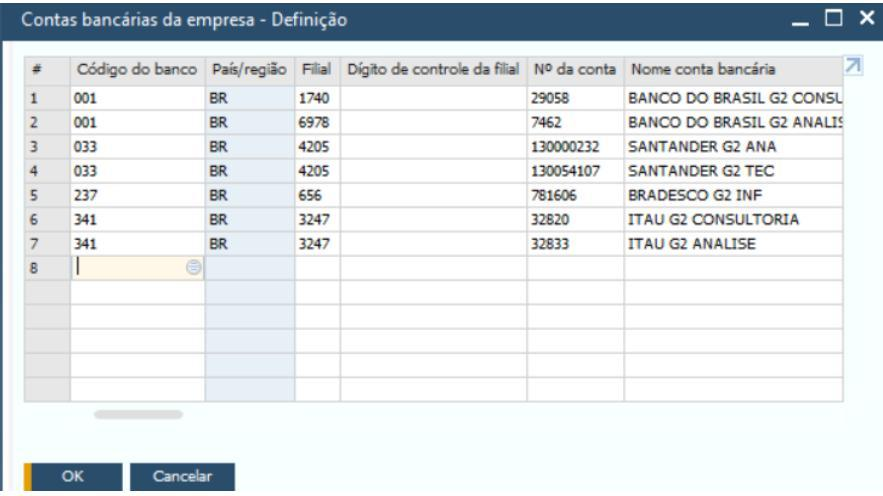 Contas bancárias da empresa - Definição
# Código do banco País/região Filial Dígito de controle da filial Nº da conta Nome conta bancária
1 001 BR 1740 29058 BANCO DO BRASIL G2 CONSU
2 001 BR 6978 7462 BANCO DO BRASIL G2 ANALIS
3 033 BR 4205 130000232 SANTANDER G2 ANA
4 033 BR 4205 130054107 SANTANDER G2 TEC
5 237 BR 656 781606 BRADESCO G2 INF
6 341 BR 3247 32820 ITAU G2 CONSULTORIA
7 341 BR 3247 32833 ITAU G2 ANALISE
8
OK Cancelar